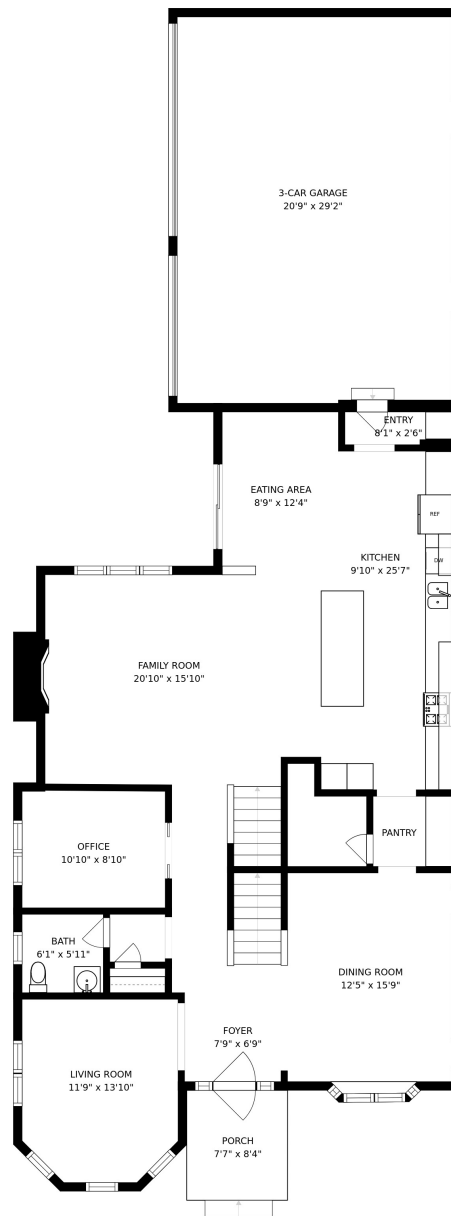 3-CAR GARAGE
20'9" x 29'2"
ENTRY
8'1" x 2'6"
EATING AREA
8'9" x 12'4"
REF
KITCHEN
9'10" x 25'7"
DW
FAMILY ROOM
20'10" x 15'10"
PANTRY
OFFICE
10'10" x 8'10"
BATH
6'1" x 5'11"
DINING ROOM
12'5" x 15'9"
FOYER
7'9" x 6'9"
LIVING ROOM
11'9" x 13'10"
PORCH
7'7" x 8'4"